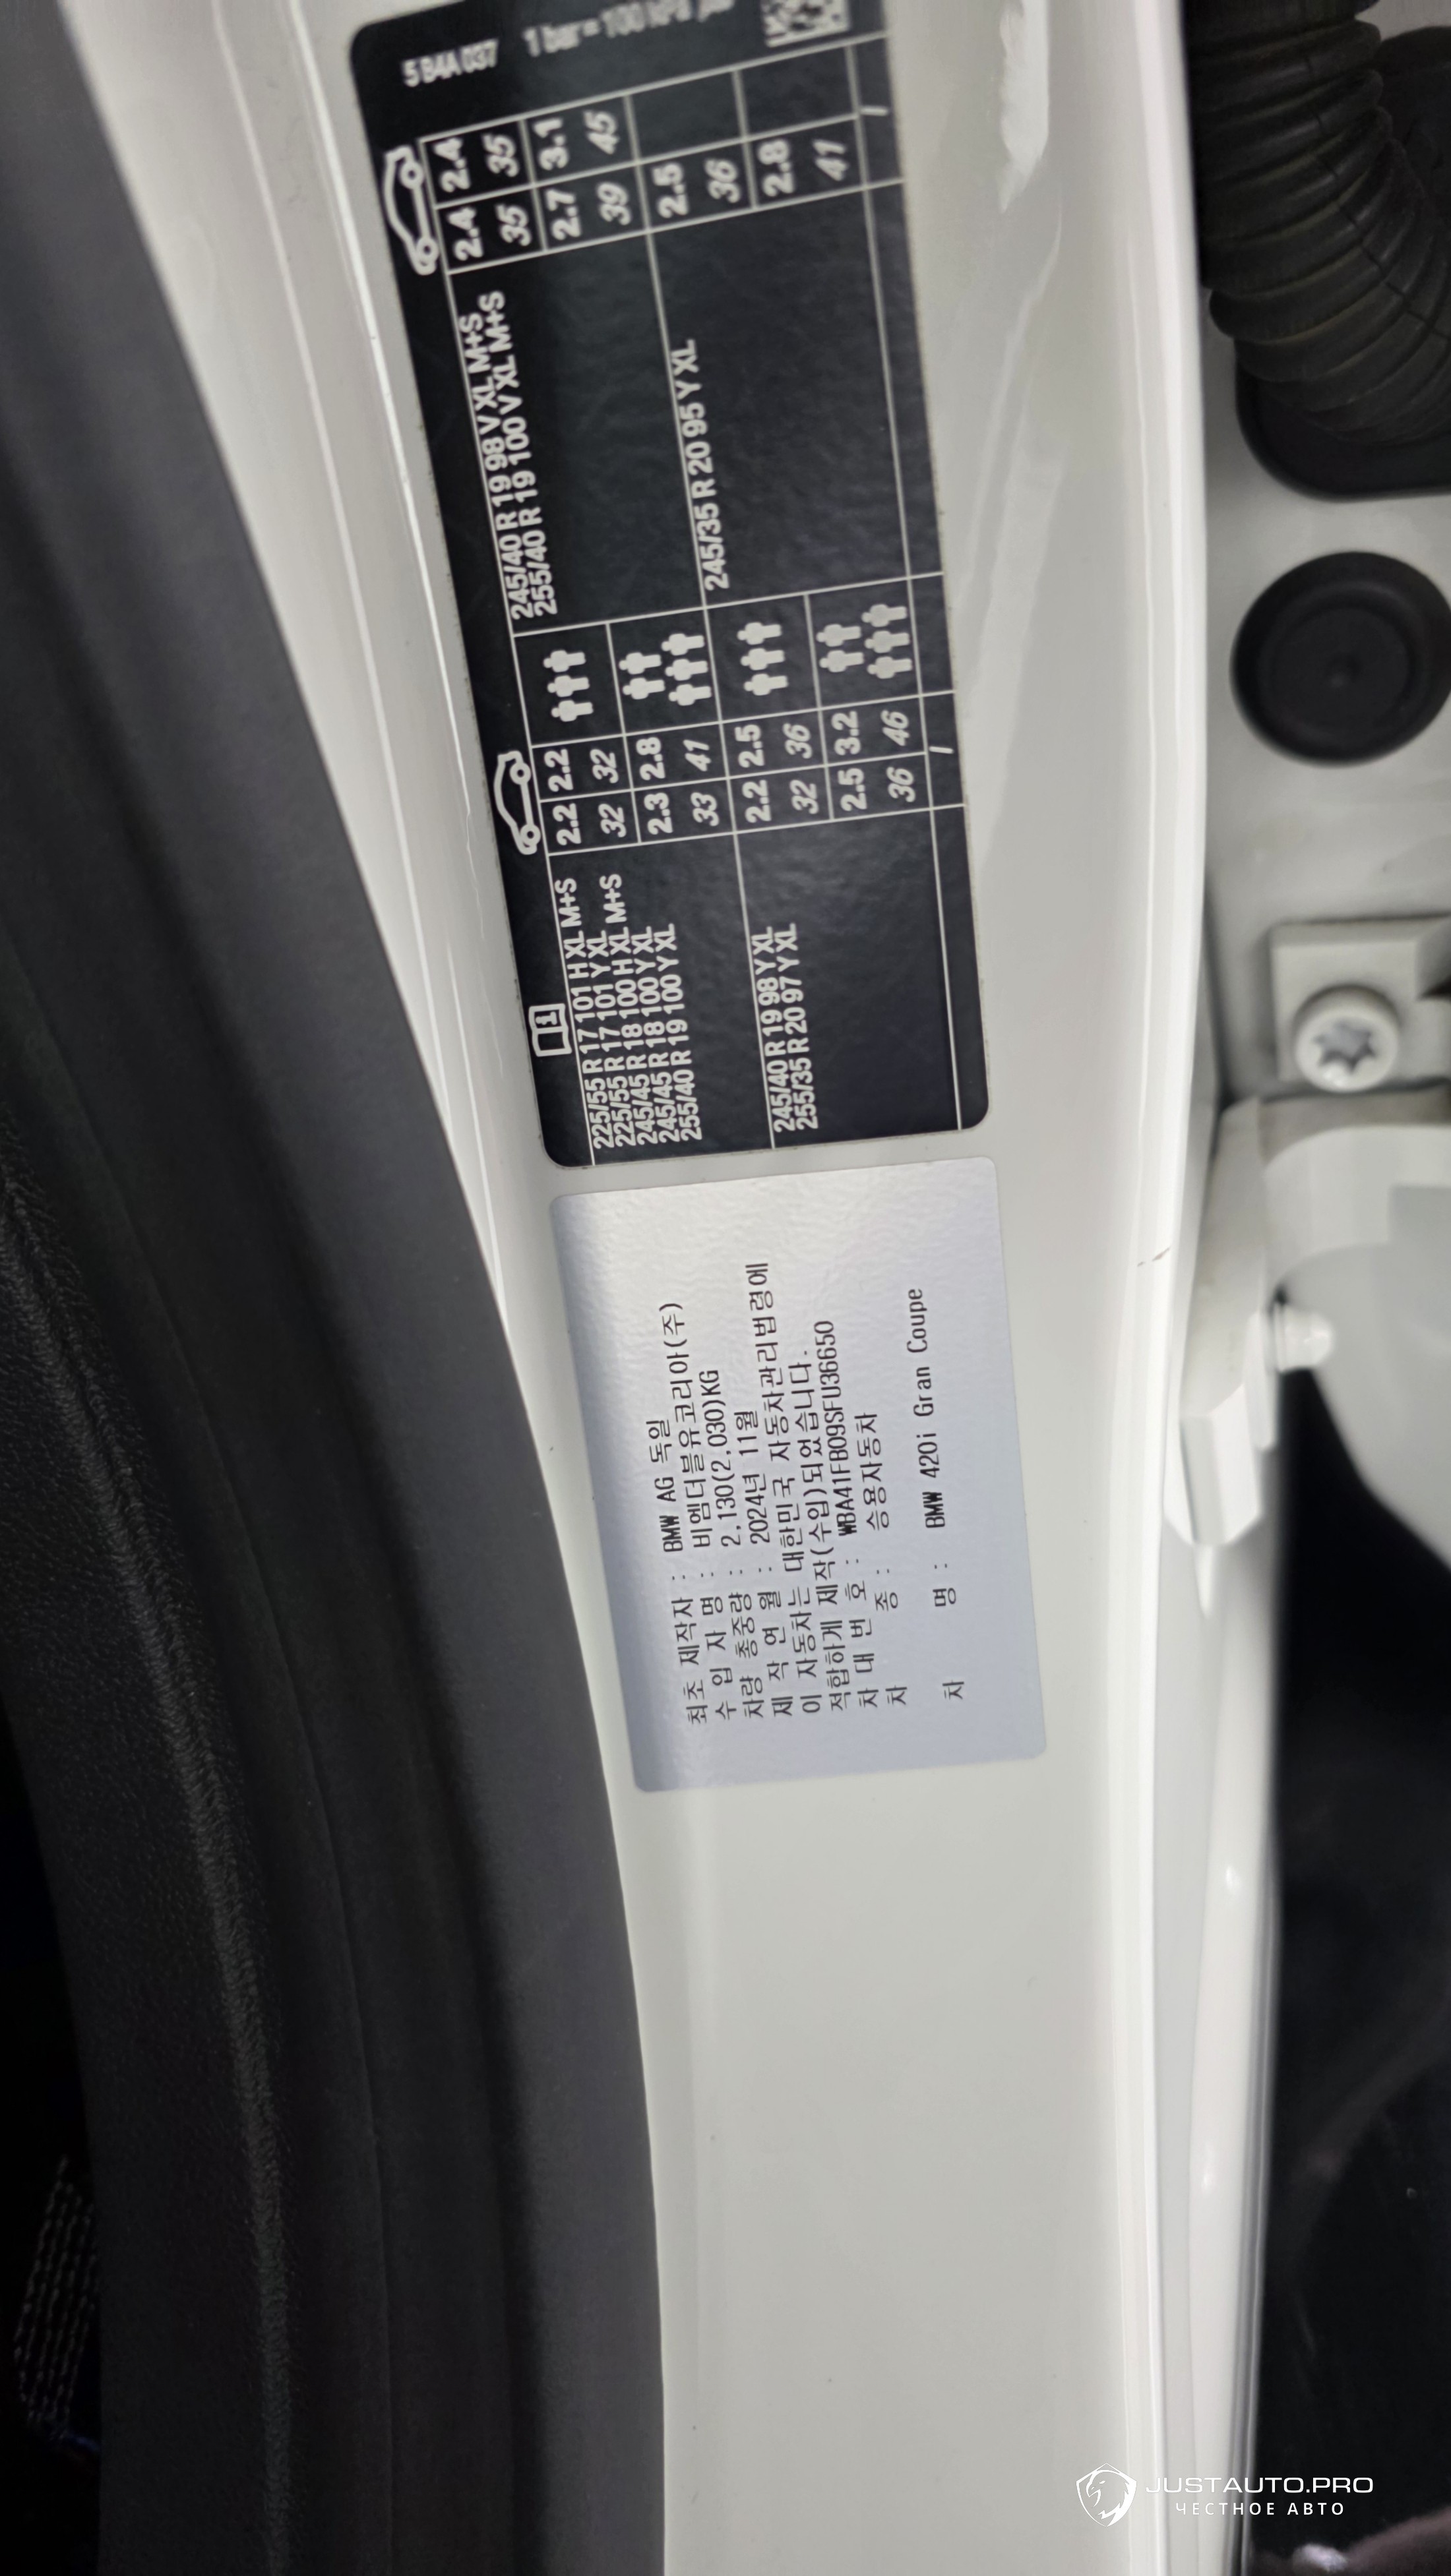 5 B4A 037 1 bar = 100 kPa
225/55 R 17 101 H XL M+S
225/55 R 17 101 Y XL
245/45 R 18 100 H XL M+S
245/45 R 18 100 Y XL
255/40 R 19 100 Y XL
2.2 2.2
32 32
2.3 2.8
33 41
245/40 R 19 98 V XL M+S
255/40 R 19 100 V XL M+S
2.4 2.4
35 35
2.7 3.1
39 45
245/40 R 19 98 Y XL
255/35 R 20 97 Y XL
2.2 2.5
32 36
2.5 3.2
36 46
/
245/35 R 20 95 Y XL
2.5
36
2.8
41
/
최초 제작자 : BMW AG 독일
수 입 자 명 : 비엠더블유코리아(주)
차량 총중량 : 2,130(2,030)KG
제 작 연 월 : 2024년 11월
이 자동차는 대한민국 자동차관리법령에
적합하게 제작(수입)되었습니다.
차 대 번 호 : WBA41FB09SFU36650
차 종 : 승용자동차
차 명 : BMW 420i Gran Coupe
JUSTAUTO.PRO
ЧЕСТНОЕ АВТО